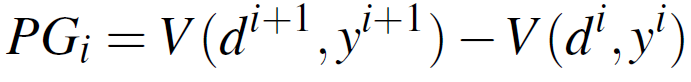 PG_i = V(d^{i+1}, y^{i+1}) − V(d^i, y^i)